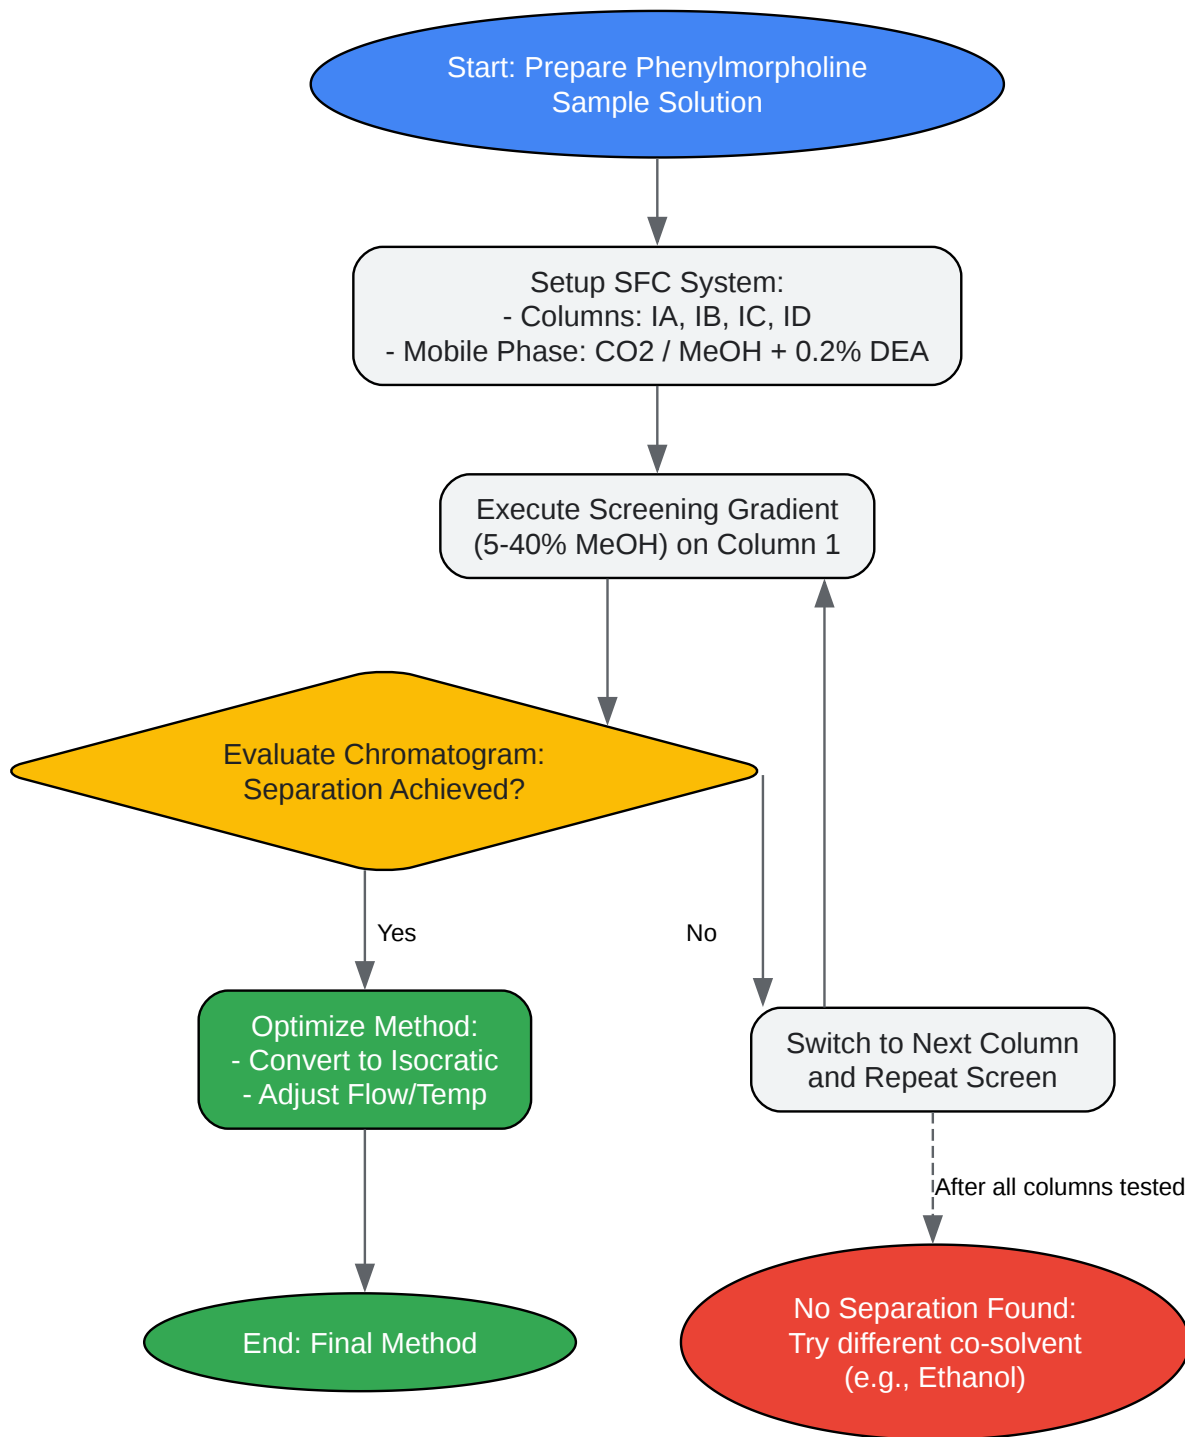 Start: Prepare Phenylmorpholine
Sample Solution
Setup SFC System:
- Columns: IA, IB, IC, ID
- Mobile Phase: CO2 / MeOH + 0.2% DEA
Execute Screening Gradient
(5-40% MeOH) on Column 1
Evaluate Chromatogram:
Separation Achieved?
Yes
No
Optimize Method:
- Convert to Isocratic
- Adjust Flow/Temp
Switch to Next Column
and Repeat Screen
After all columns tested
End: Final Method
No Separation Found:
Try different co-solvent
(e.g., Ethanol)